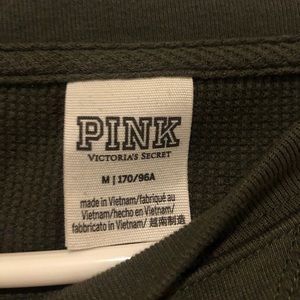 PINK
VICTORIA'S SECRET
M | 170/96A
made in Vietnam/fabriqué au
Vietnam/hecho en Vietnam/
fabbricato in Vietnam/ 越南制造